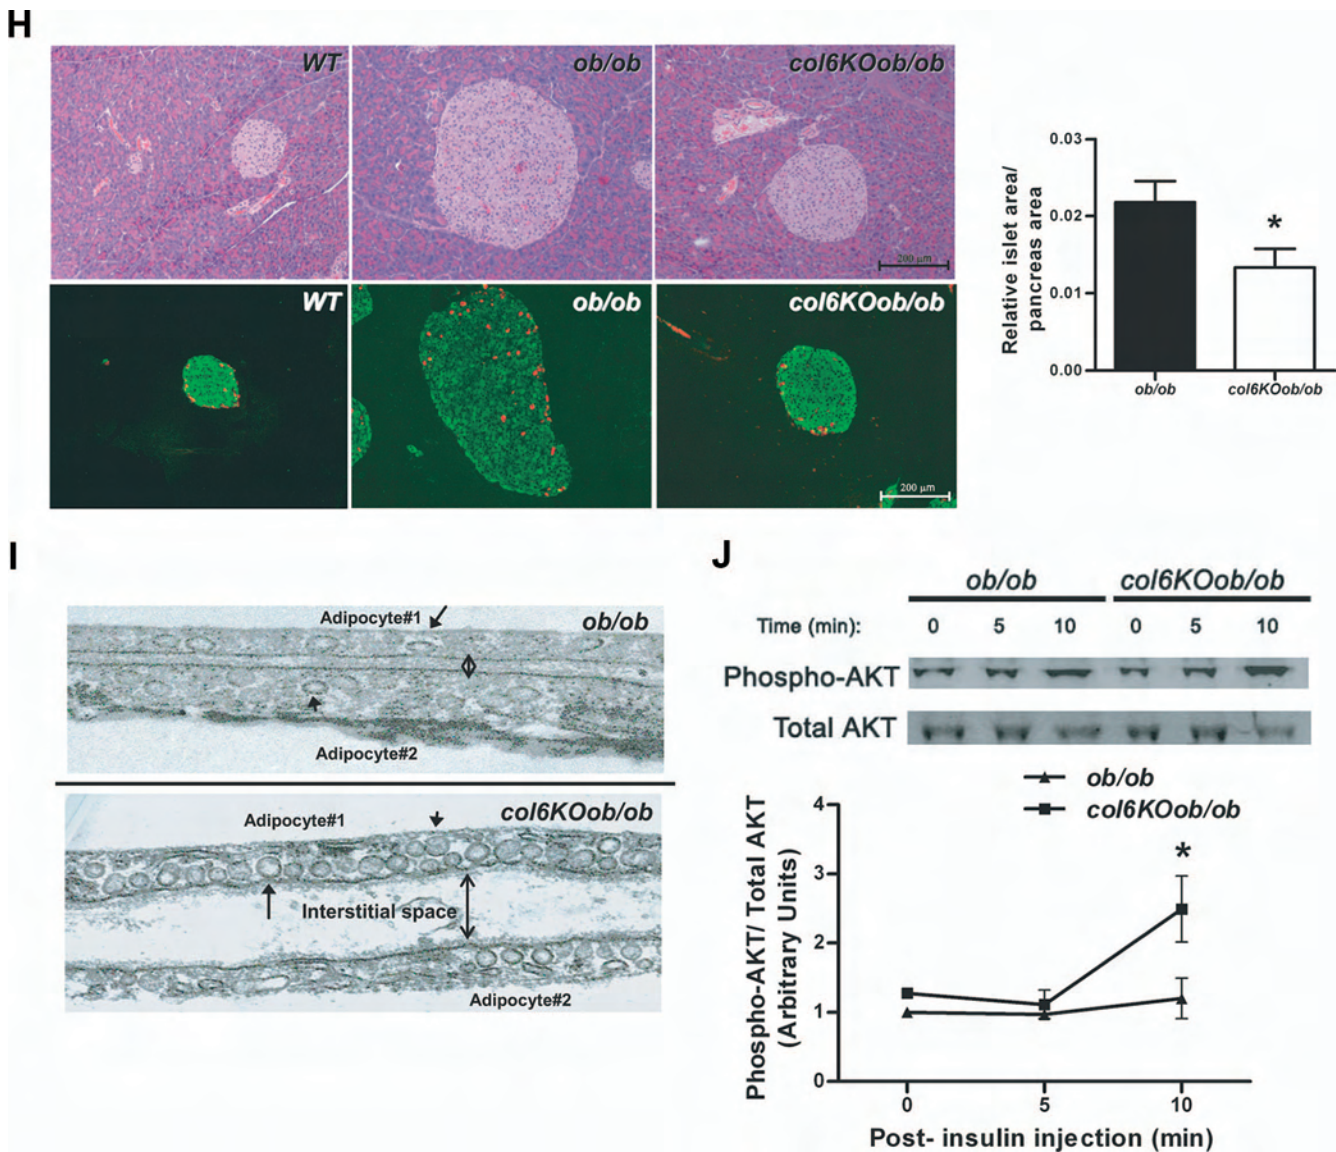 H
WT
ob/ob
col6KOob/ob
200 µm
WT
ob/ob
col6KOob/ob
200 µm
Relative islet area/
pancreas area
0.03
0.02
0.01
0.00
*
ob/ob
col6KOob/ob
I
Adipocyte#1
ob/ob
Adipocyte#2
Adipocyte#1
col6KOob/ob
Interstitial space
Adipocyte#2
J
ob/ob
col6KOob/ob
Time (min):
0 5 10 0 5 10
Phospho-AKT
Total AKT
ob/ob
col6KOob/ob
Phospho-AKT/ Total AKT
(Arbitrary Units)
4
3
2
1
0
*
0 5 10
Post- insulin injection (min)